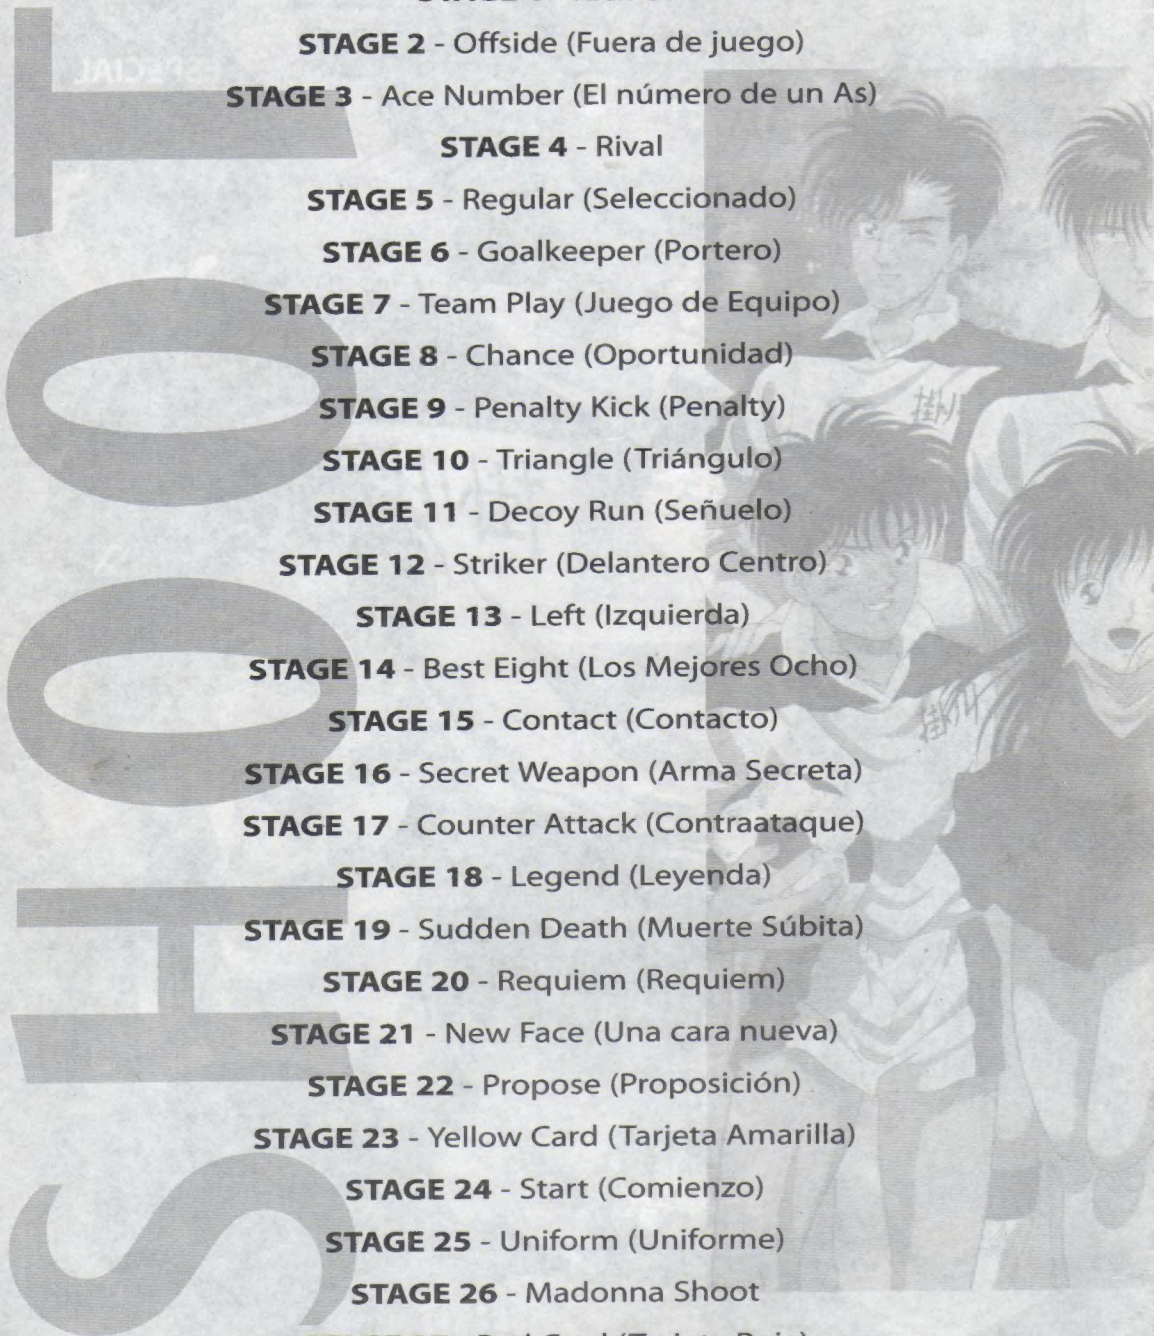 STAGE 2 - Offside (Fuera de juego)
STAGE 3 - Ace Number (El número de un As)
STAGE 4 - Rival
STAGE 5 - Regular (Seleccionado)
STAGE 6 - Goalkeeper (Portero)
STAGE 7 - Team Play (Juego de Equipo)
STAGE 8 - Chance (Oportunidad)
STAGE 9 - Penalty Kick (Penalty)
STAGE 10 - Triangle (Triángulo)
STAGE 11 - Decoy Run (Señuelo)
STAGE 12 - Striker (Delantero Centro)
STAGE 13 - Left (Izquierda)
STAGE 14 - Best Eight (Los Mejores Ocho)
STAGE 15 - Contact (Contacto)
STAGE 16 - Secret Weapon (Arma Secreta)
STAGE 17 - Counter Attack (Contraataque)
STAGE 18 - Legend (Leyenda)
STAGE 19 - Sudden Death (Muerte Súbita)
STAGE 20 - Requiem (Requiem)
STAGE 21 - New Face (Una cara nueva)
STAGE 22 - Propose (Proposición)
STAGE 23 - Yellow Card (Tarjeta Amarilla)
STAGE 24 - Start (Comienzo)
STAGE 25 - Uniform (Uniforme)
STAGE 26 - Madonna Shoot
SHOOT